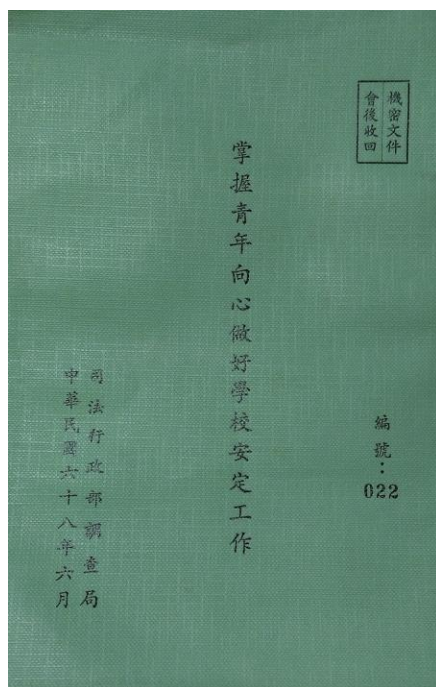 機密文件
會後收回
編號：022
掌握青年向心做好學校安定工作
司法行政部調查局
中華民國六十八年六月